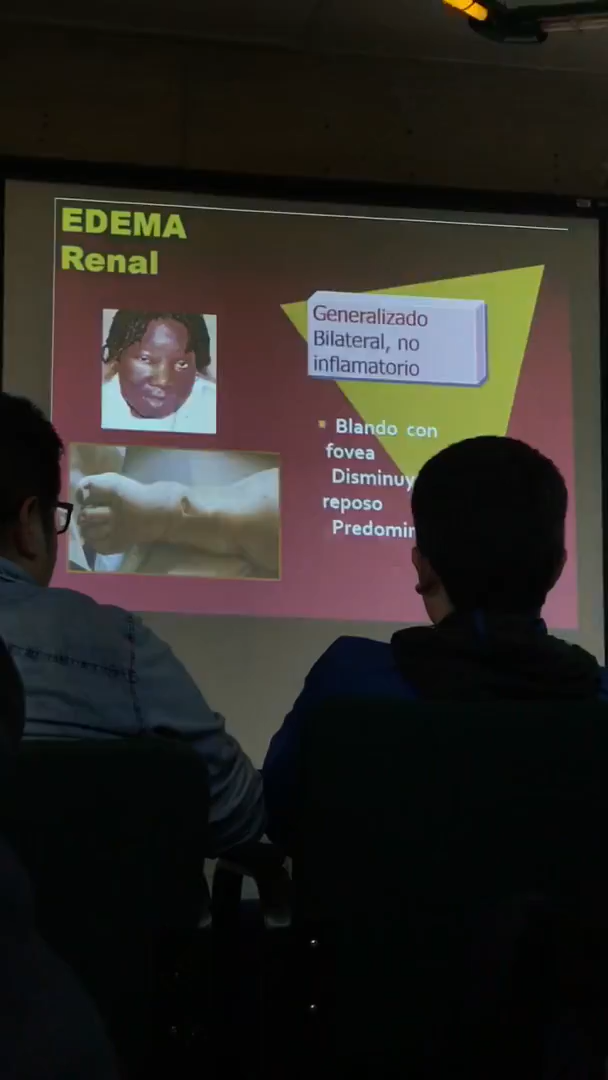 EDEMA
Renal
Generalizado
Bilateral, no
inflamatorio
Blando con
fovea
reposo